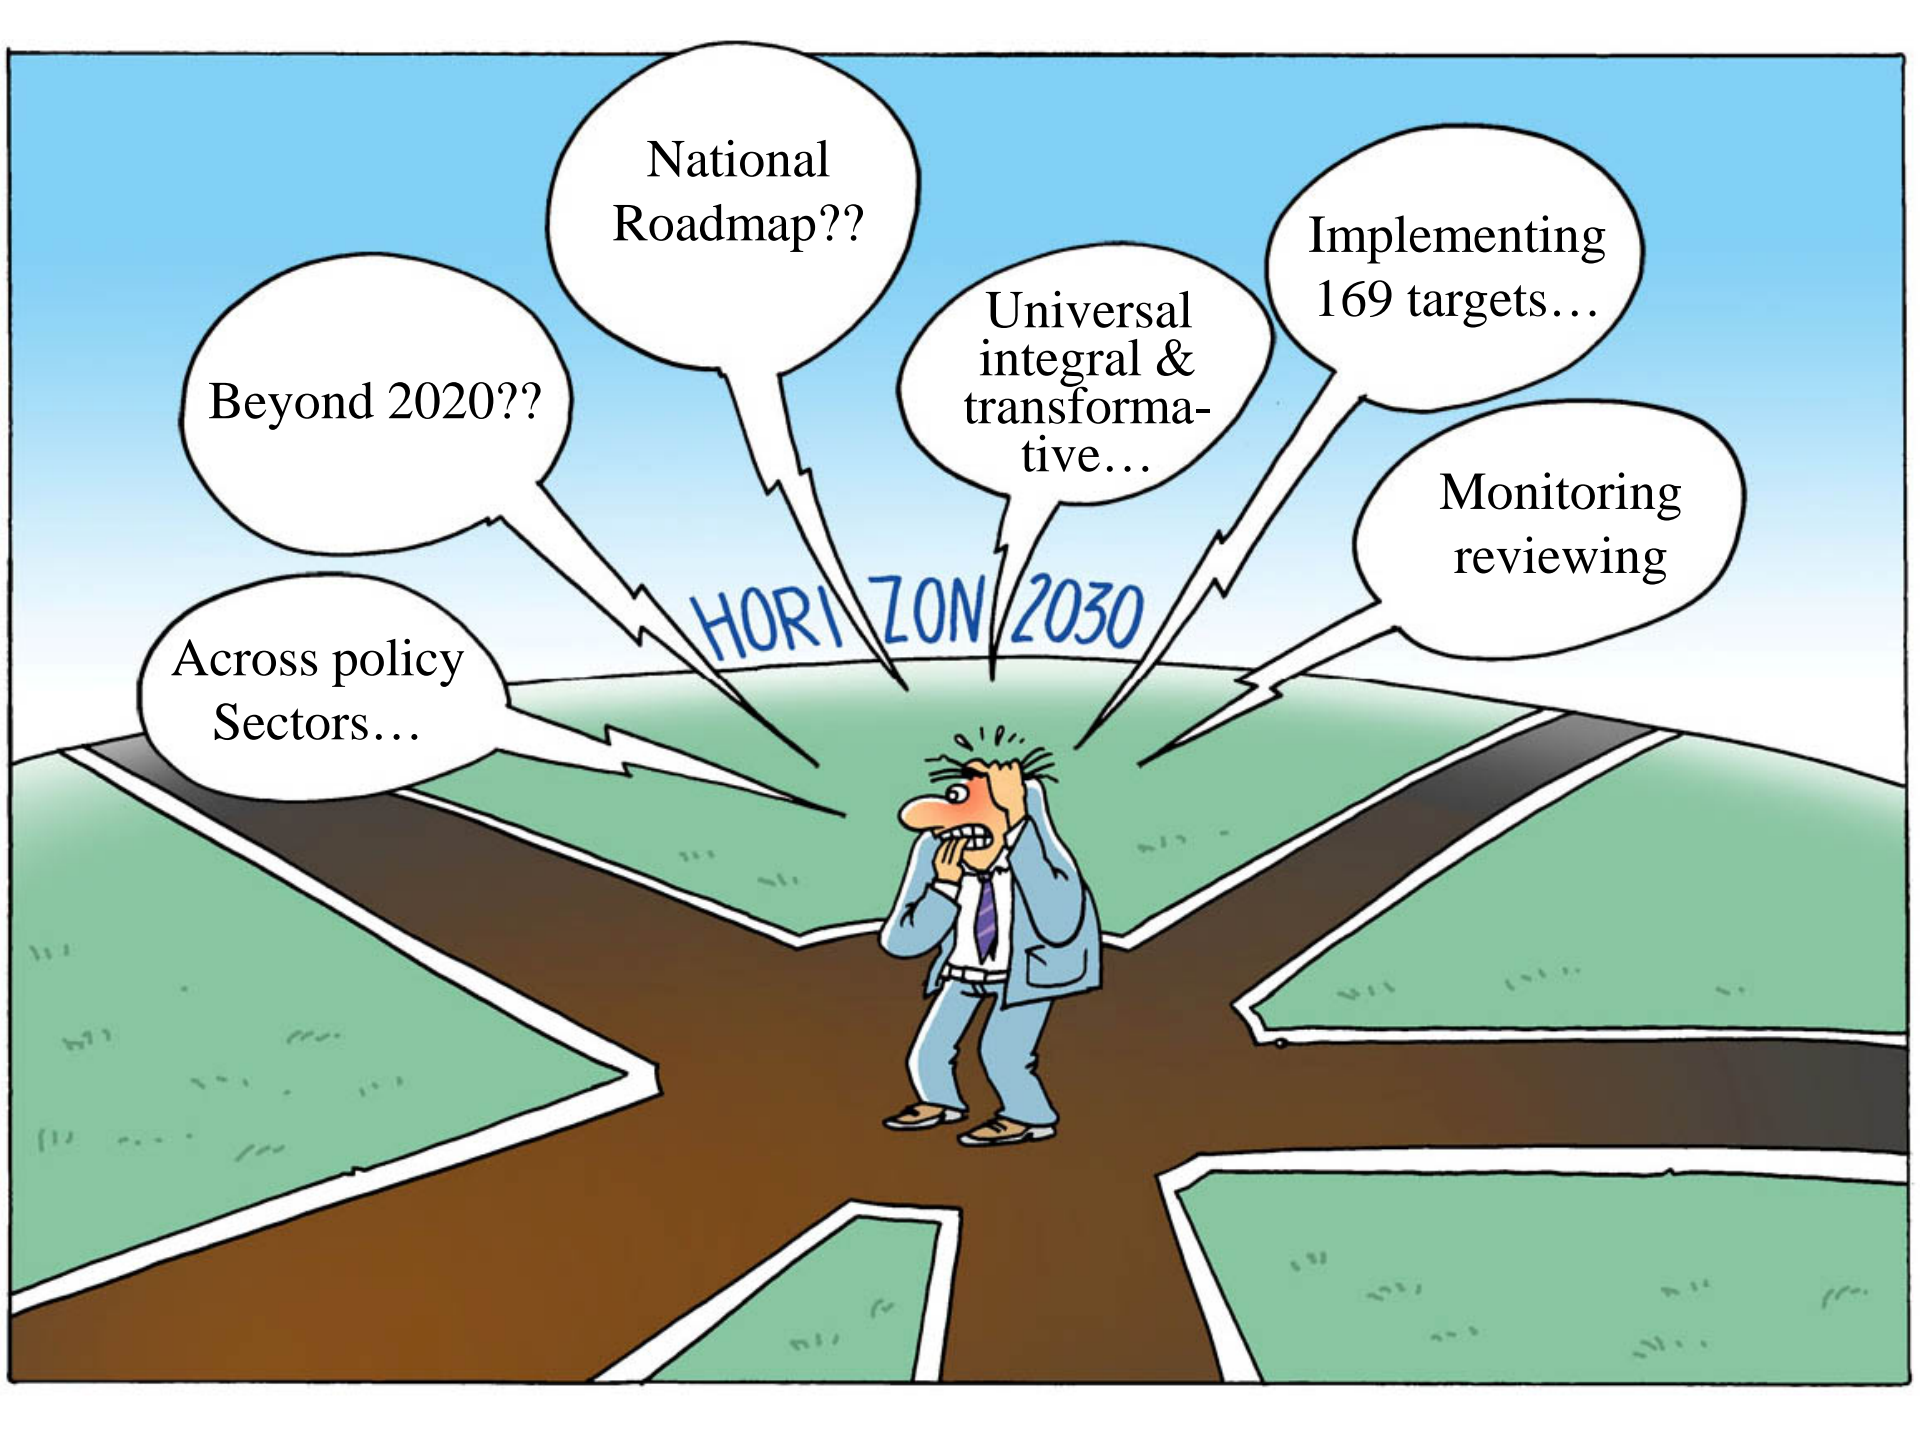 National
Roadmap??
Implementing
169 targets…
Universal
integral &
transforma-
tive…
Beyond 2020??
Monitoring
reviewing
HORIZON 2030
Across policy
Sectors…